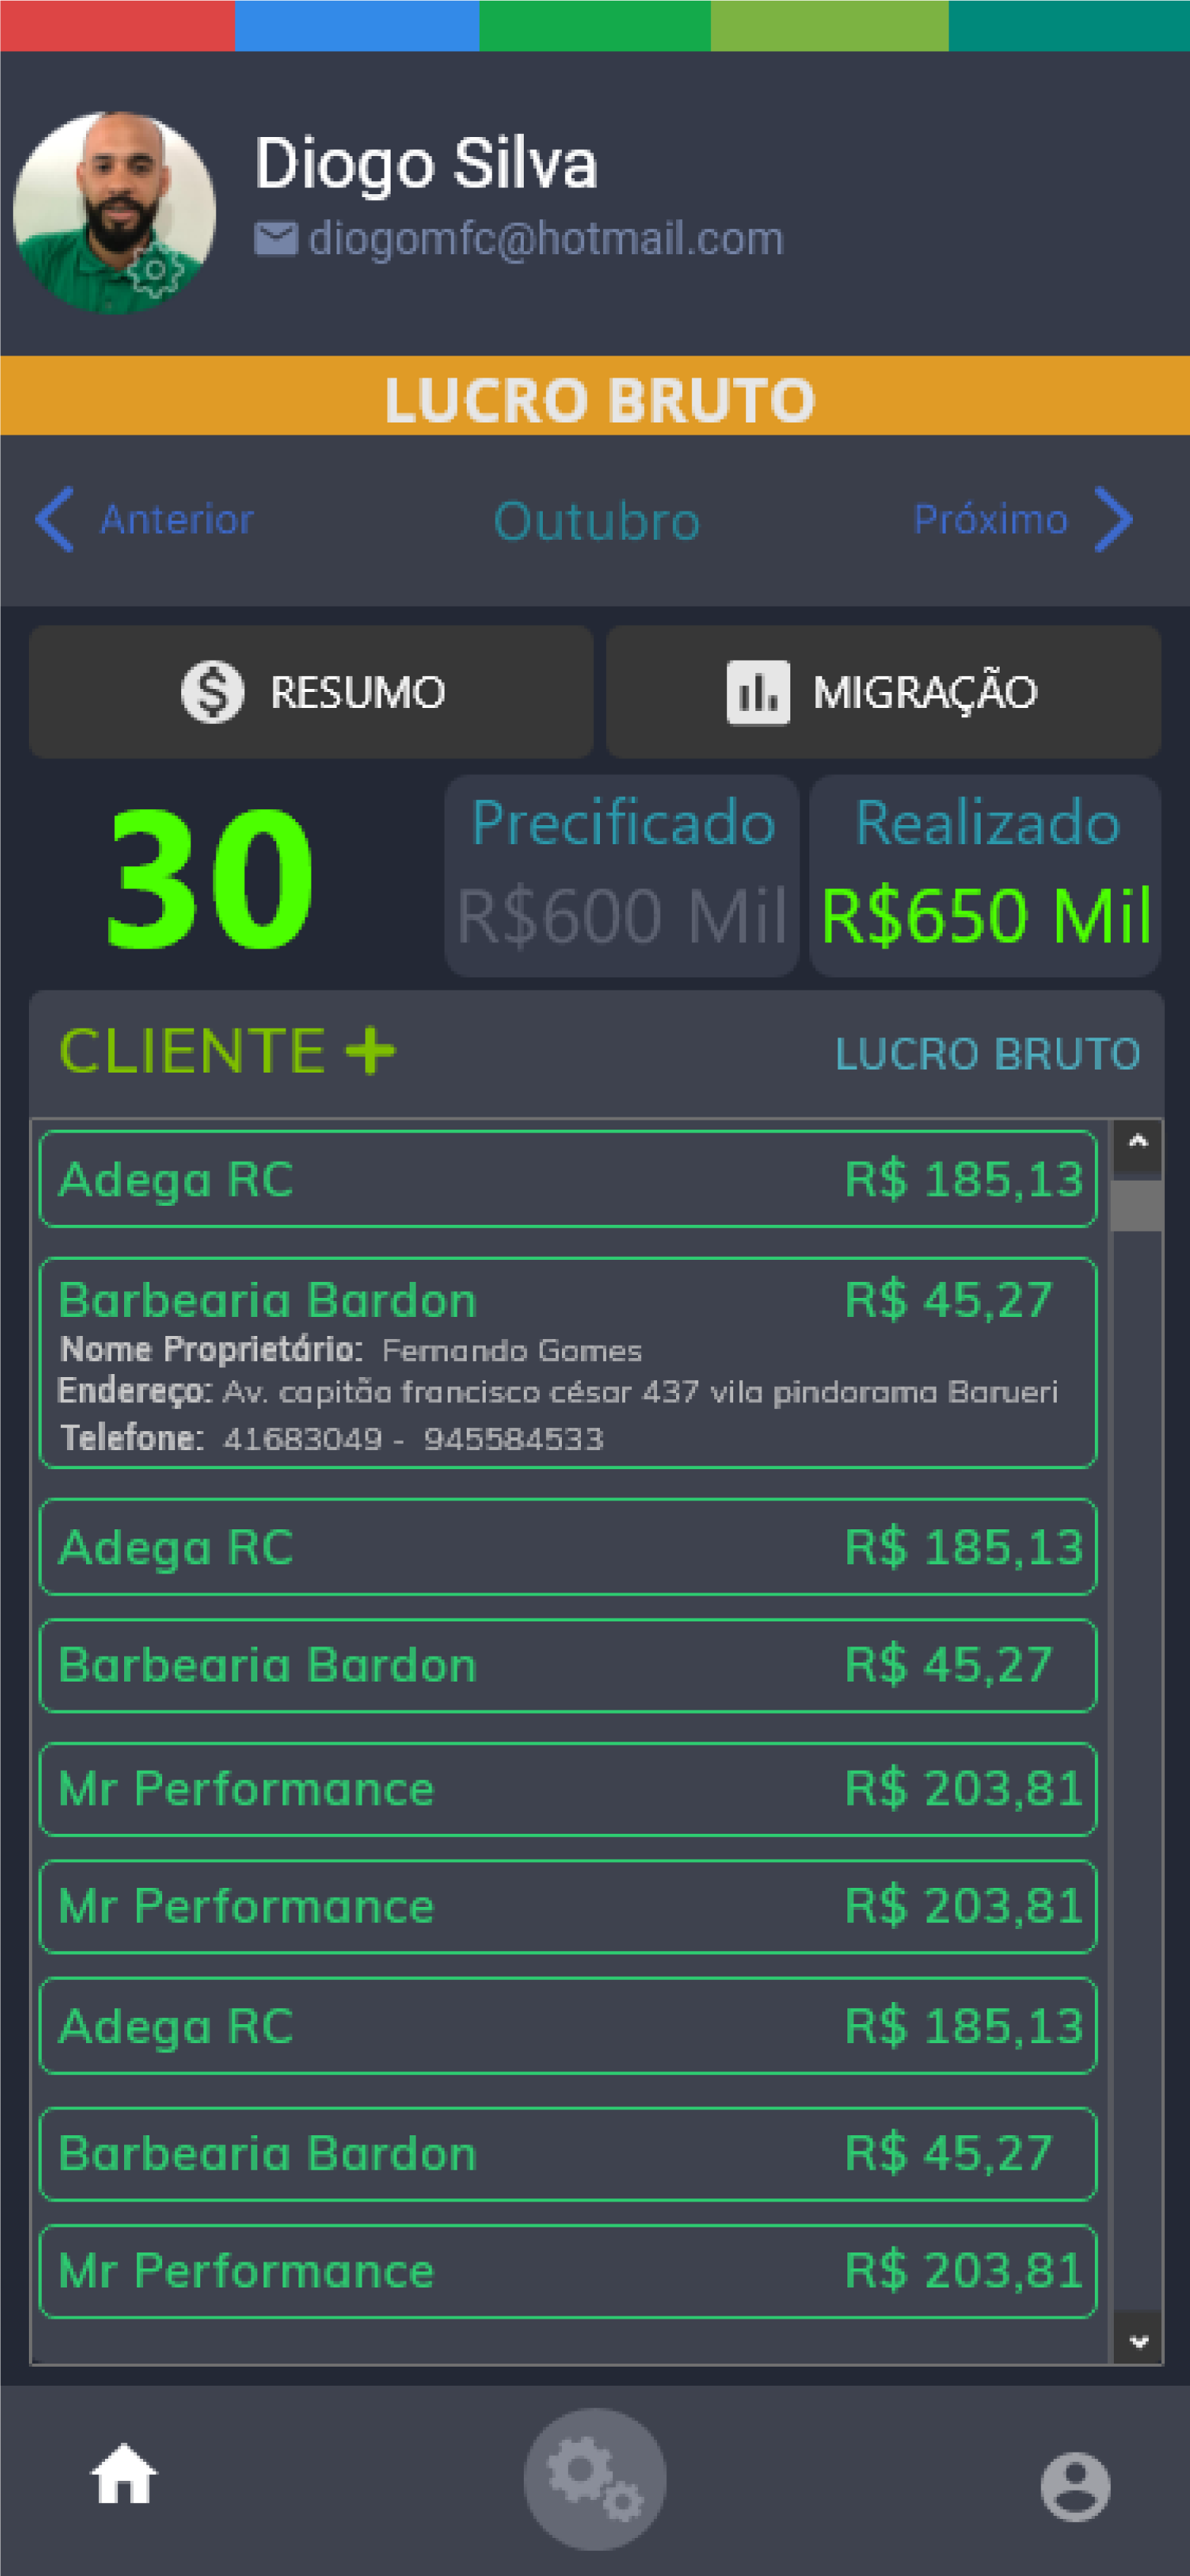 Diogo Silva
diogomfc@hotmail.com
LUCRO BRUTO
Anterior Outubro Próximo
RESUMO MIGRAÇÃO
30
Precificado Realizado
R$600 Mil R$650 Mil
CLIENTE + LUCRO BRUTO
Adega RC R$ 185,13
Barbearia Bardon R$ 45,27
Nome Proprietário: Fernando Gomes
Endereço: Av. capitão francisco césar 437 vila pindorama Barueri
Telefone: 41683049 - 945584533
Adega RC R$ 185,13
Barbearia Bardon R$ 45,27
Mr Performance R$ 203,81
Mr Performance R$ 203,81
Adega RC R$ 185,13
Barbearia Bardon R$ 45,27
Mr Performance R$ 203,81